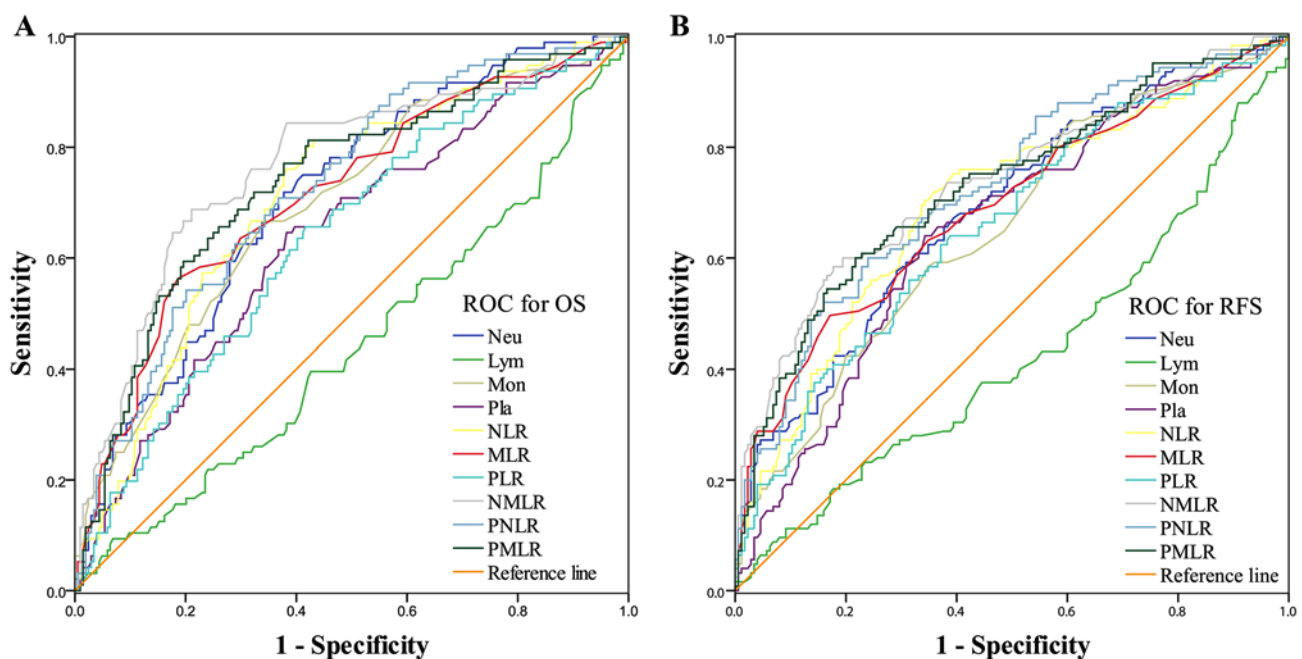 A
1.0
0.8
0.6
0.4
0.2
0.0
Sensitivity
ROC for OS
Neu
Lym
Mon
Pla
NLR
MLR
PLR
NMLR
PNLR
PMLR
Reference line
0.0 0.2 0.4 0.6 0.8 1.0
1 - Specificity
B
1.0
0.8
0.6
0.4
0.2
0.0
Sensitivity
ROC for RFS
Neu
Lym
Mon
Pla
NLR
MLR
PLR
NMLR
PNLR
PMLR
Reference line
0.0 0.2 0.4 0.6 0.8 1.0
1 - Specificity